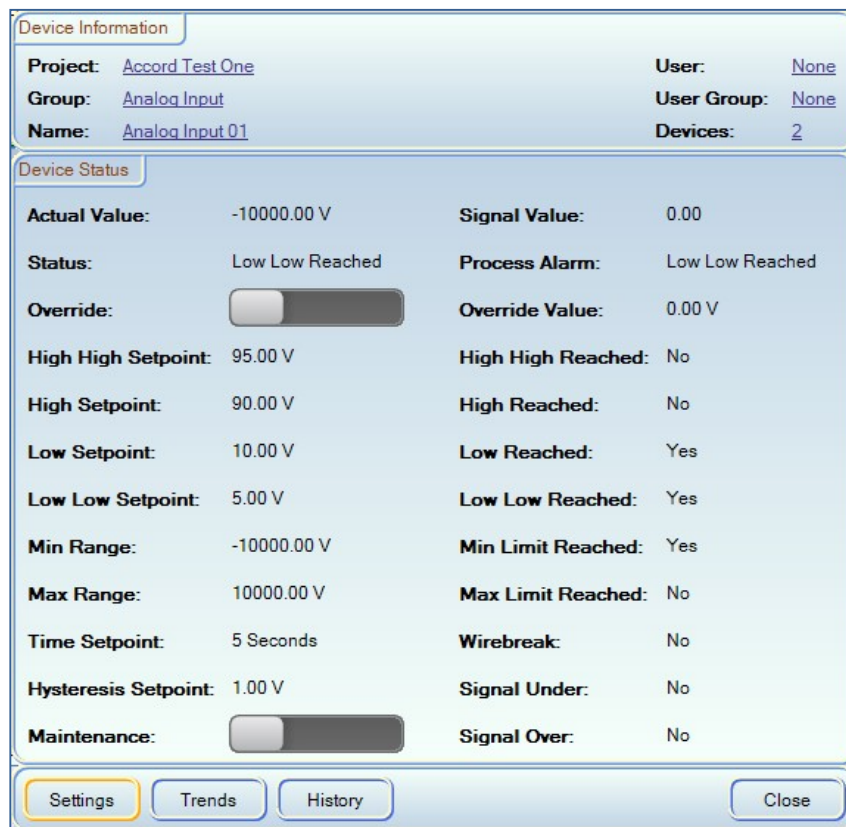 Device Information
Project: Accord Test One User: None
Group: Analog Input User Group: None
Name: Analog Input 01 Devices: 2
Device Status
Actual Value: -10000.00 V Signal Value: 0.00
Status: Low Low Reached Process Alarm: Low Low Reached
Override: Override Value: 0.00 V
High High Setpoint: 95.00 V High High Reached: No
High Setpoint: 90.00 V High Reached: No
Low Setpoint: 10.00 V Low Reached: Yes
Low Low Setpoint: 5.00 V Low Low Reached: Yes
Min Range: -10000.00 V Min Limit Reached: Yes
Max Range: 10000.00 V Max Limit Reached: No
Time Setpoint: 5 Seconds Wirebreak: No
Hysteresis Setpoint: 1.00 V Signal Under: No
Maintenance: Signal Over: No
Settings Trends History Close